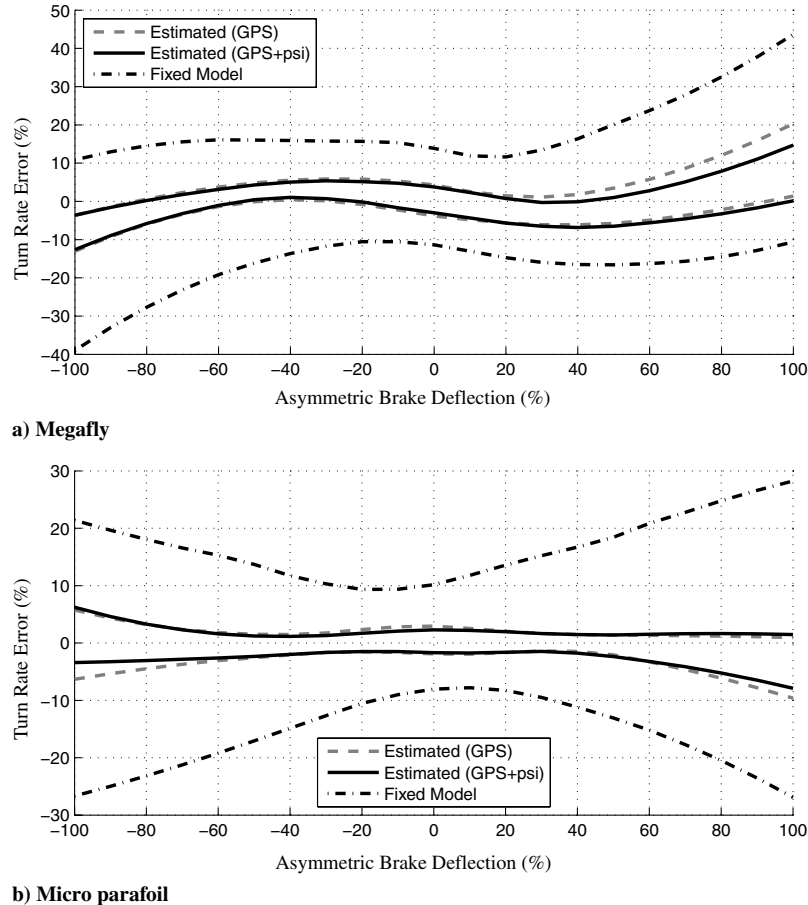 50
40
30
20
10
0
−10
−20
−30
−40
Turn Rate Error (%)
Estimated (GPS)
Estimated (GPS+psi)
Fixed Model
−100 −80 −60 −40 −20 0 20 40 60 80 100
Asymmetric Brake Deflection (%)
a) Megafly
30
20
10
0
−10
−20
−30
Turn Rate Error (%)
Estimated (GPS)
Estimated (GPS+psi)
Fixed Model
−100 −80 −60 −40 −20 0 20 40 60 80 100
Asymmetric Brake Deflection (%)
b) Micro parafoil